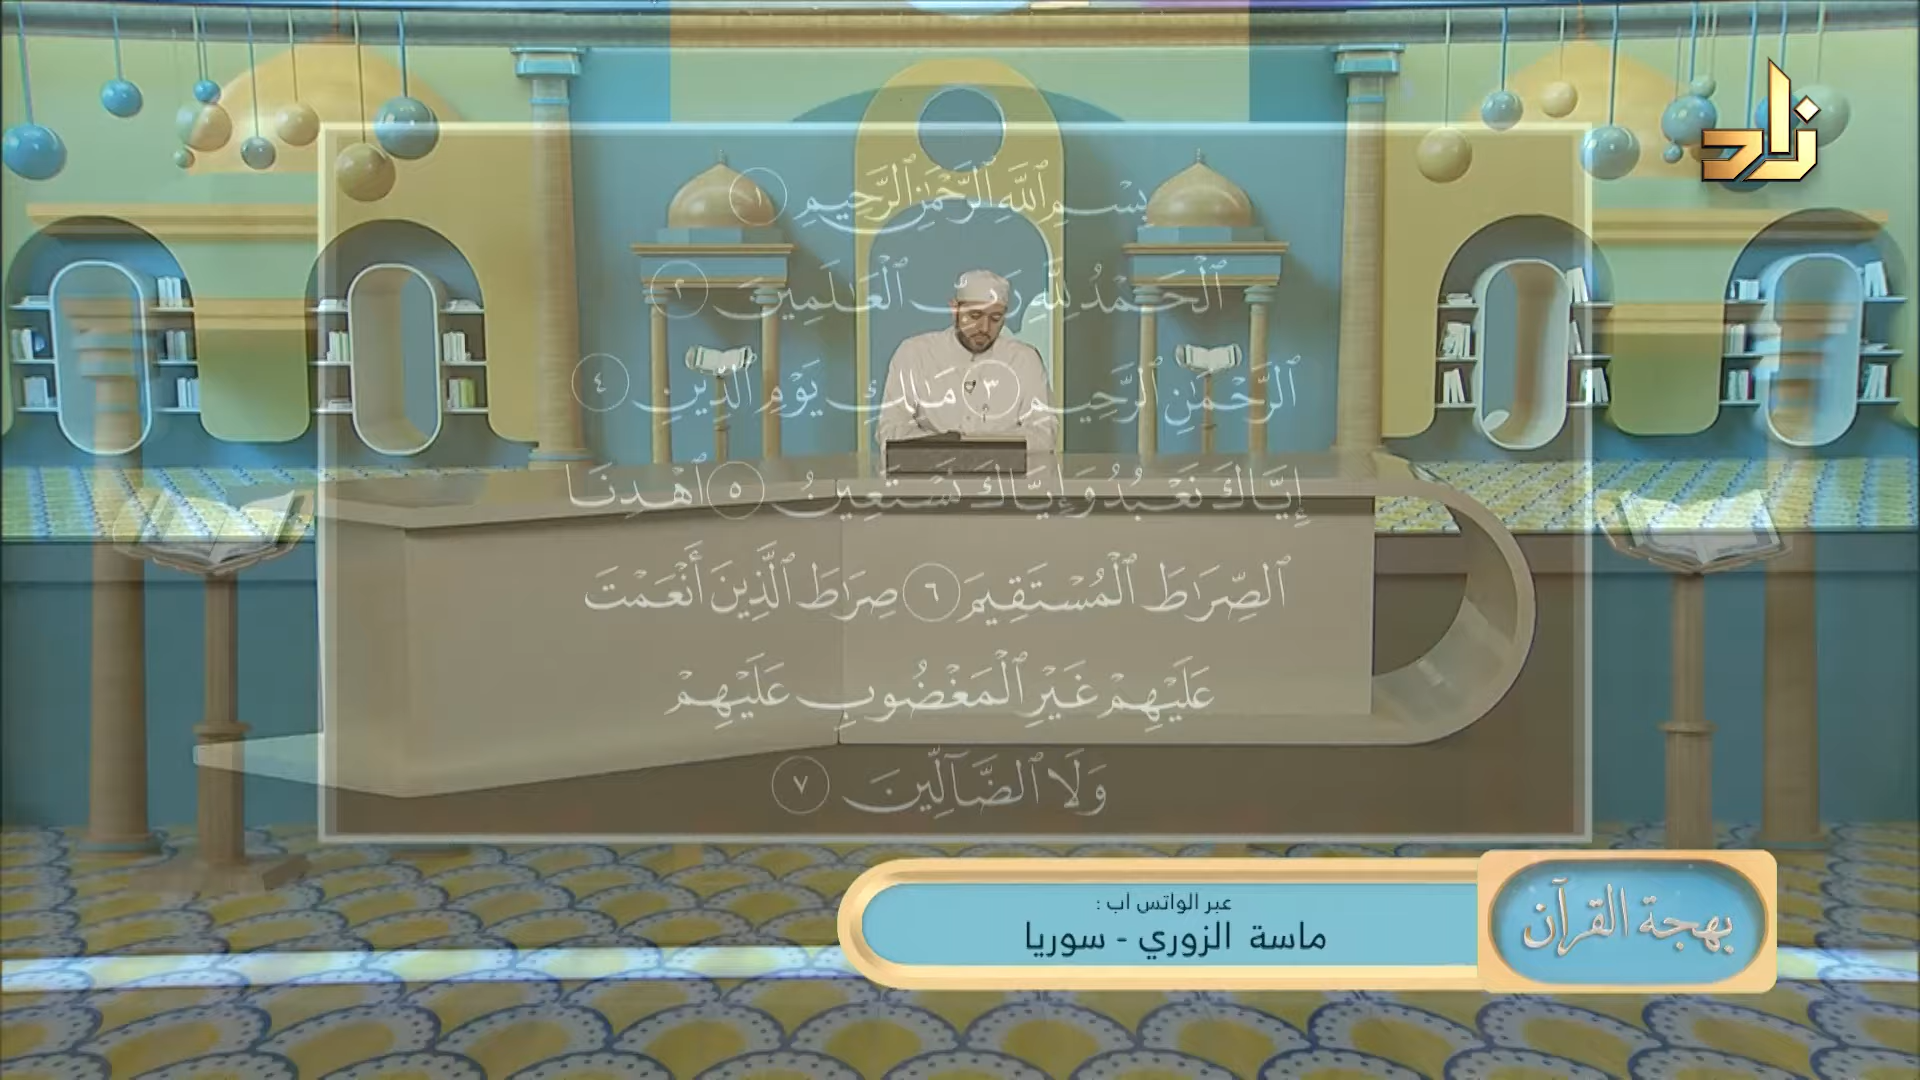 زاد
بِسْمِ ٱللَّهِ ٱلرَّحْمَٰنِ ٱلرَّحِيمِ ١
ٱلْحَمْدُ لِلَّهِ رَبِّ ٱلْعَٰلَمِينَ ٢
ٱلرَّحْمَٰنِ ٱلرَّحِيمِ ٣ مَٰلِكِ يَوْمِ ٱلدِّينِ ٤
إِيَّاكَ نَعْبُدُ وَإِيَّاكَ نَسْتَعِينُ ٥ ٱهْدِنَا
ٱلصِّرَٰطَ ٱلْمُسْتَقِيمَ ٦ صِرَٰطَ ٱلَّذِينَ أَنْعَمْتَ
عَلَيْهِمْ غَيْرِ ٱلْمَغْضُوبِ عَلَيْهِمْ
وَلَا ٱلضَّآلِّينَ ٧
بهجة القرآن
عبر الواتس اب :
ماسة الزوري - سوريا